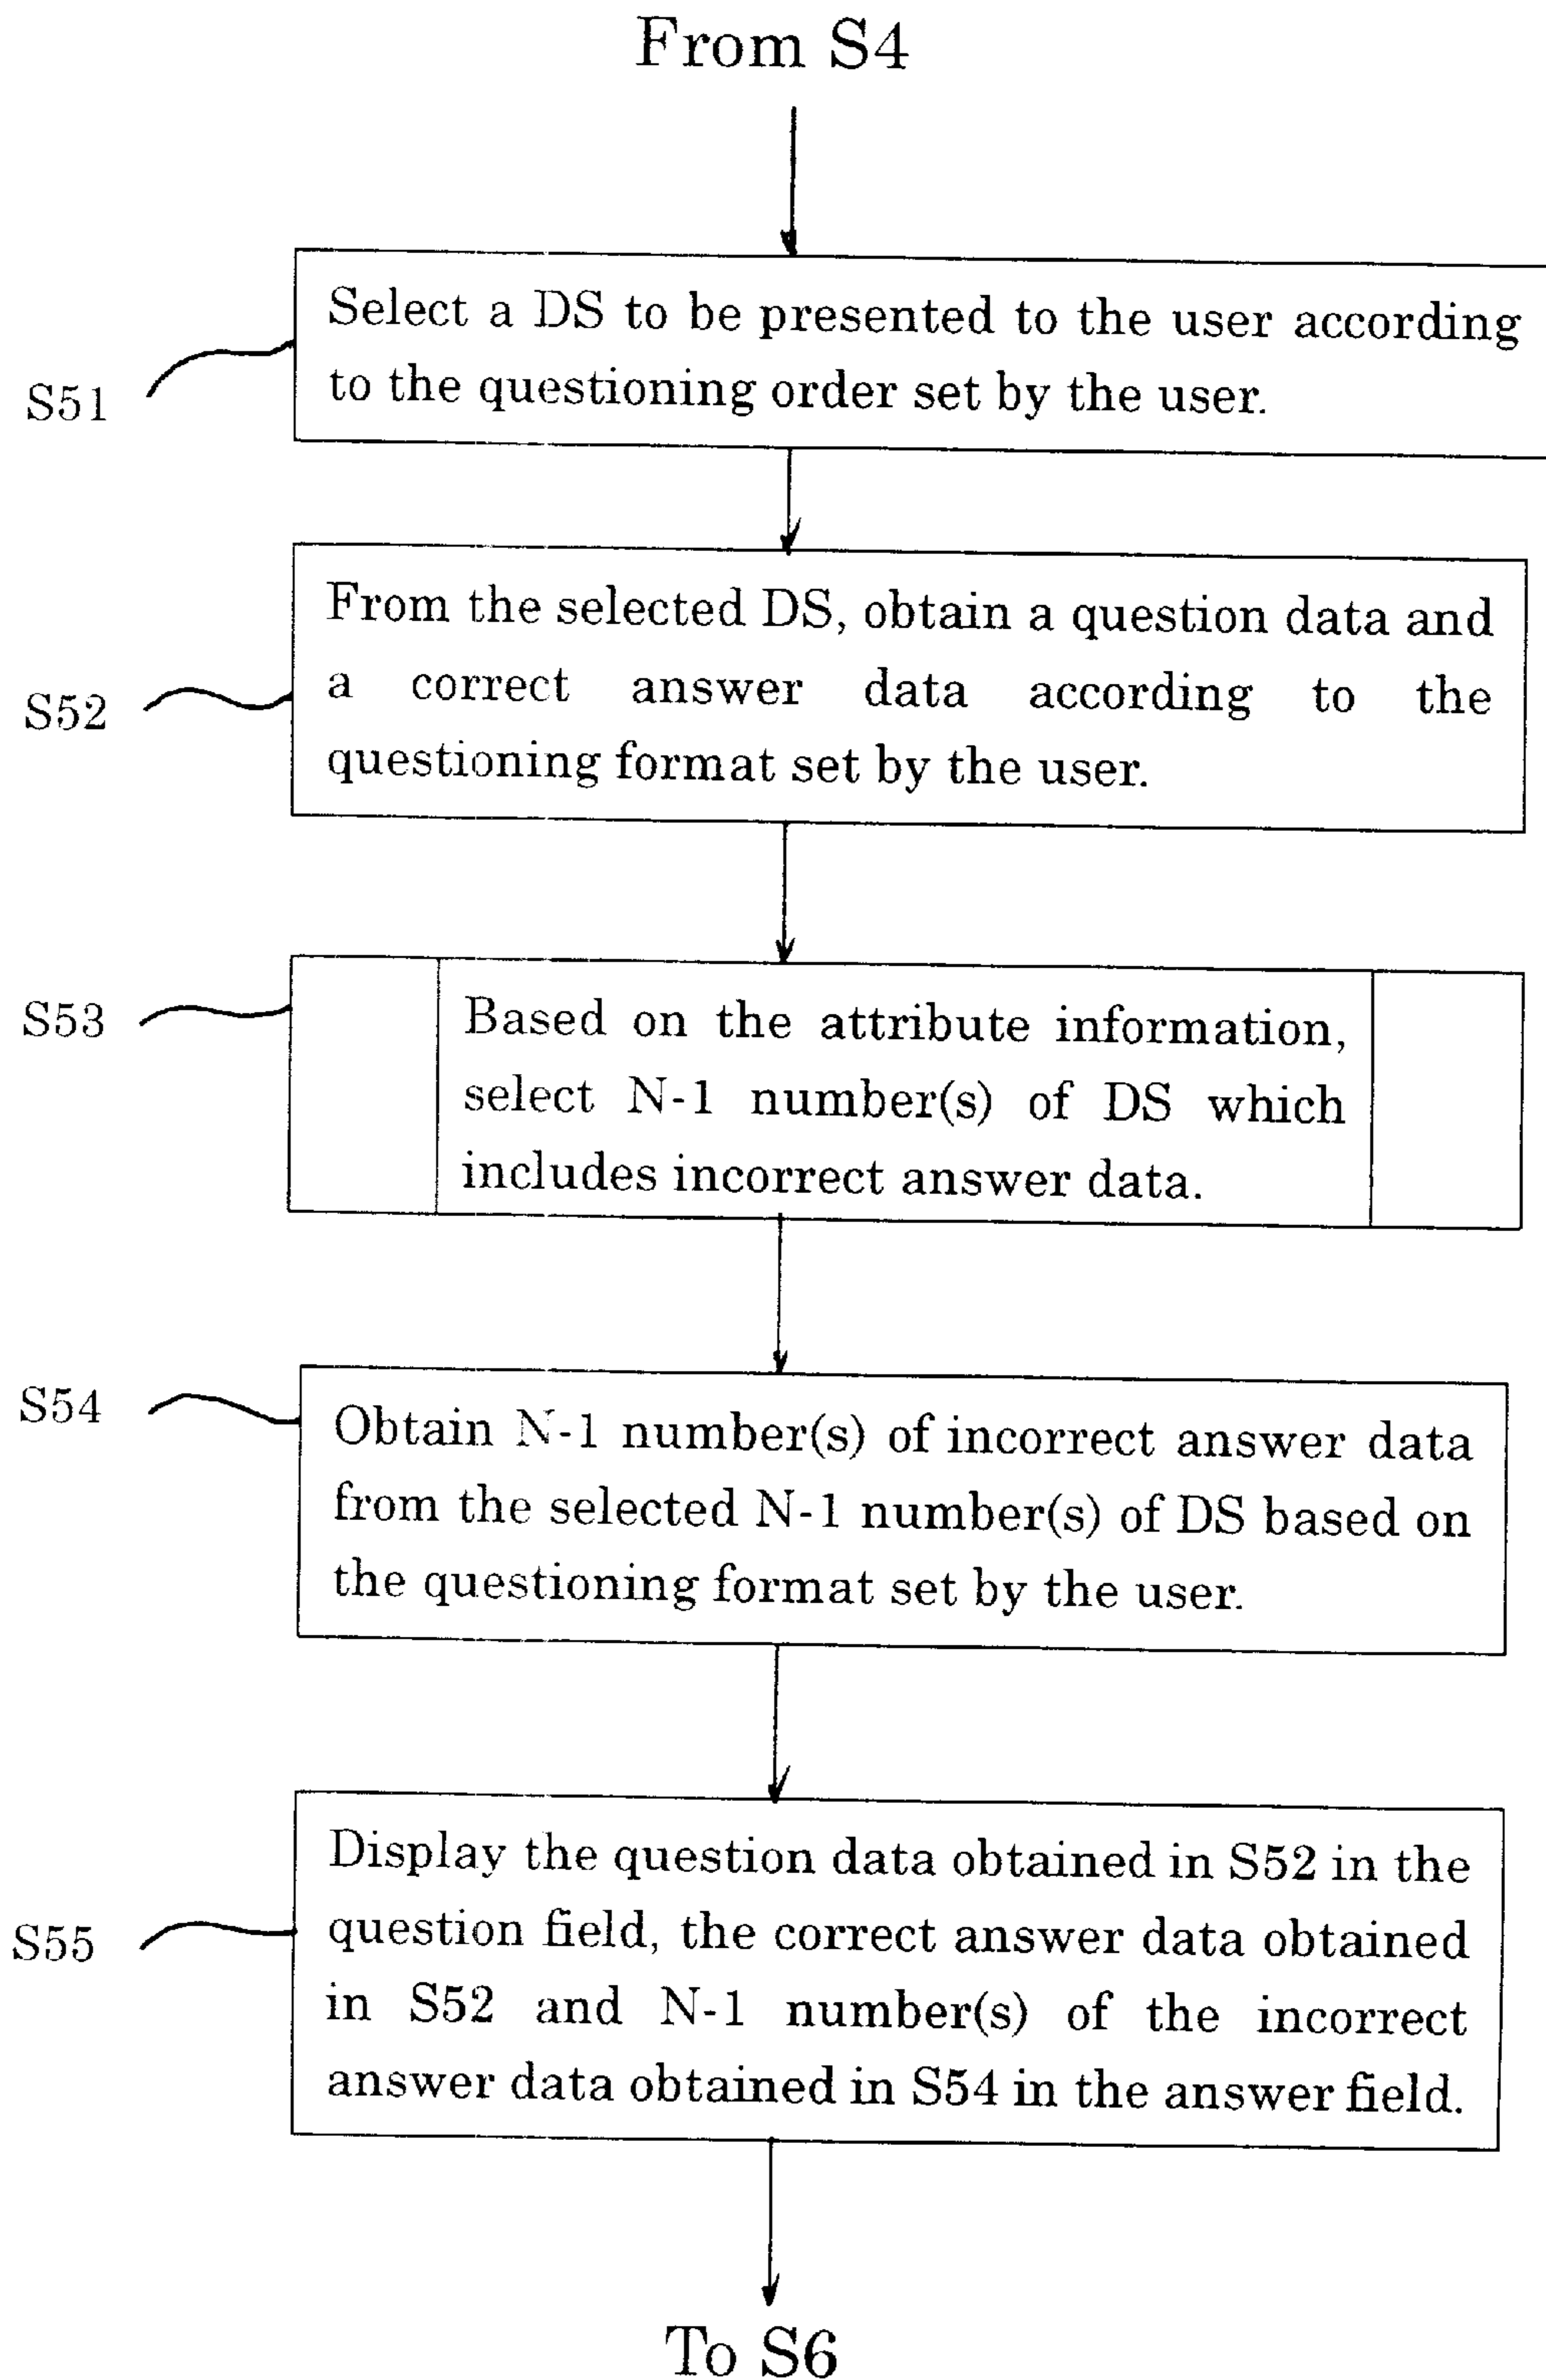 From S4
Select a DS to be presented to the user according
to the questioning order set by the user.
S51
From the selected DS, obtain a question data and
a correct answer data according to the
questioning format set by the user.
S52
S53
Based on the attribute information,
select N-1 number(s) of DS which
includes incorrect answer data.
S54
Obtain N-1 number(s) of incorrect answer data
from the selected N-1 number(s) of DS based on
the questioning format set by the user.
Display the question data obtained in S52 in the
question field, the correct answer data obtained
in S52 and N-1 number(s) of the incorrect
answer data obtained in S54 in the answer field.
S55
To S6